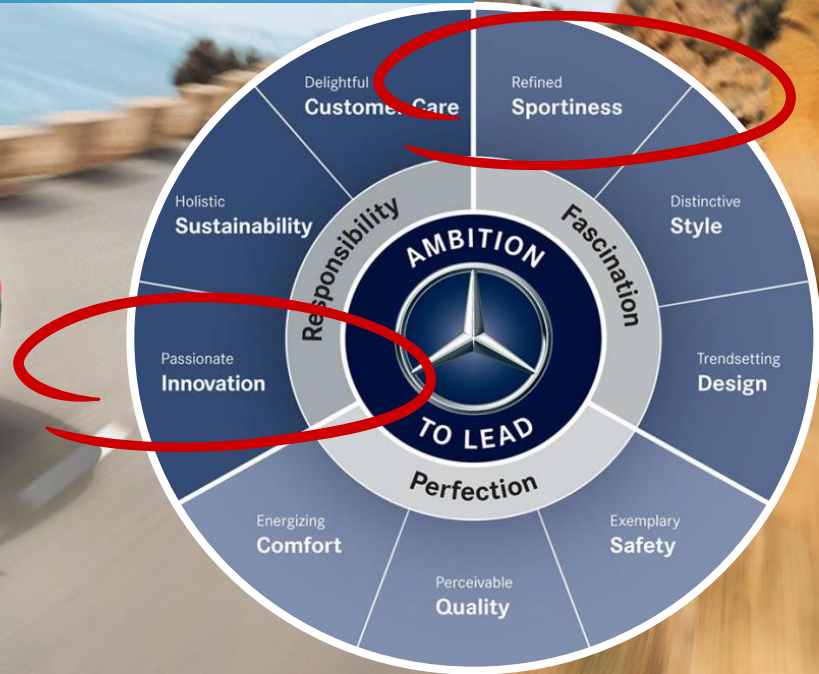 Delightful
Customer Care
Refined
Sportiness
Holistic
Sustainability
Distinctive
Style
Responsibility
Fascination
AMBITION
TO LEAD
Passionate
Innovation
Trendsetting
Design
Perfection
Energizing
Comfort
Exemplary
Safety
Perceivable
Quality